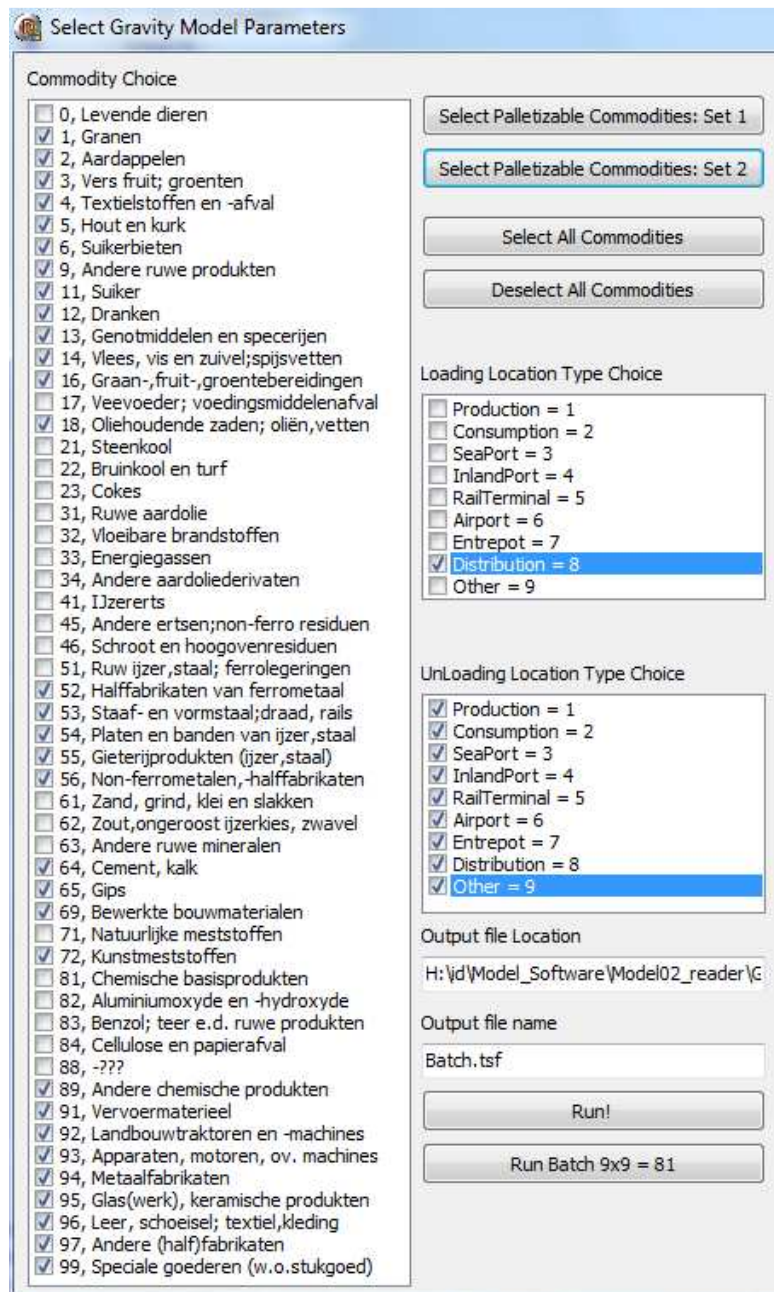 Select Gravity Model Parameters
Commodity Choice
0, Levende dieren
1, Granen
2, Aardappelen
3, Vers fruit; groenten
4, Textielstoffen en -afval
5, Hout en kurk
6, Suikerbieten
9, Andere ruwe produkten
11, Suiker
12, Dranken
13, Genotmiddelen en specerijen
14, Vlees, vis en zuivel;spijsvetten
16, Graan-,fruit-,groentebereidingen
17, Veevoeder; voedingsmiddelenafval
18, Oliehoudende zaden; oliën,vetten
21, Steenkool
22, Bruinkool en turf
23, Cokes
31, Ruwe aardolie
32, Vloeibare brandstoffen
33, Energiegassen
34, Andere aardoliederivaten
41, IJzererts
45, Andere ertsen;non-ferro residuen
46, Schroot en hoogovenresiduen
51, Ruw ijzer,staal; ferrolegeringen
52, Halffabrikaten van ferrometaal
53, Staaf- en vormstaal;draad, rails
54, Platen en banden van ijzer,staal
55, Gieterijprodukten (ijzer,staal)
56, Non-ferrometalen,-halffabrikaten
61, Zand, grind, klei en slakken
62, Zout,ongeroost ijzerkies, zwavel
63, Andere ruwe mineralen
64, Cement, kalk
65, Gips
69, Bewerkte bouwmaterialen
71, Natuurlijke meststoffen
72, Kunstmeststoffen
81, Chemische basisprodukten
82, Aluminiumoxyde en -hydroxyde
83, Benzol; teer e.d. ruwe produkten
84, Cellulose en papierafval
88, -???
89, Andere chemische produkten
91, Vervoermaterieel
92, Landbouwtraktoren en -machines
93, Apparaten, motoren, ov. machines
94, Metaalfabrikaten
95, Glas(werk), keramische produkten
96, Leer, schoeisel; textiel,kleding
97, Andere (half)fabrikaten
99, Speciale goederen (w.o.stukgoed)
Select Palletizable Commodities: Set 1
Select Palletizable Commodities: Set 2
Select All Commodities
Deselect All Commodities
Loading Location Type Choice
Production = 1
Consumption = 2
SeaPort = 3
InlandPort = 4
RailTerminal = 5
Airport = 6
Entrepot = 7
Distribution = 8
Other = 9
UnLoading Location Type Choice
Production = 1
Consumption = 2
SeaPort = 3
InlandPort = 4
RailTerminal = 5
Airport = 6
Entrepot = 7
Distribution = 8
Other = 9
Output file Location
H:\id\Model_Software\Model02_reader\G
Output file name
Batch.tsf
Run!
Run Batch 9x9 = 81